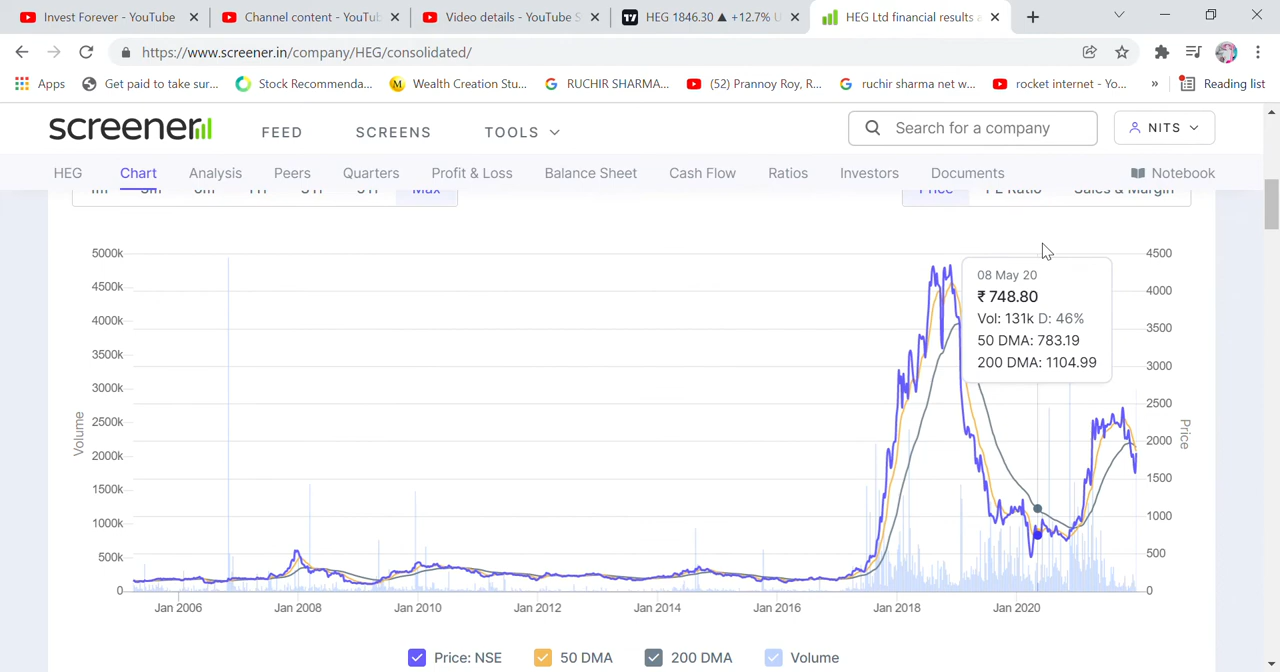 Invest Forever - YouTube
Channel content - YouTub
Video details - YouTube S
HEG 1846.30 ▲ +12.7% U
HEG Ltd financial results a
https://www.screener.in/company/HEG/consolidated/
Apps
Get paid to take sur...
Stock Recommenda...
Wealth Creation Stu...
RUCHIR SHARMA...
(52) Prannoy Roy, R...
ruchir sharma net w...
rocket internet - Yo...
»
Reading list
screener
FEED
SCREENS
TOOLS
Search for a company
NITS
HEG
Chart
Analysis
Peers
Quarters
Profit & Loss
Balance Sheet
Cash Flow
Ratios
Investors
Documents
Notebook
Max
Price
PE Ratio
Sales & Margin
5000k
4500k
4000k
3500k
3000k
2500k
2000k
1500k
1000k
500k
0
Volume
08 May 20
₹ 748.80
Vol: 131k D: 46%
50 DMA: 783.19
200 DMA: 1104.99
4500
4000
3500
3000
2500
2000
1500
1000
500
0
Price
Jan 2006
Jan 2008
Jan 2010
Jan 2012
Jan 2014
Jan 2016
Jan 2018
Jan 2020
Price: NSE
50 DMA
200 DMA
Volume